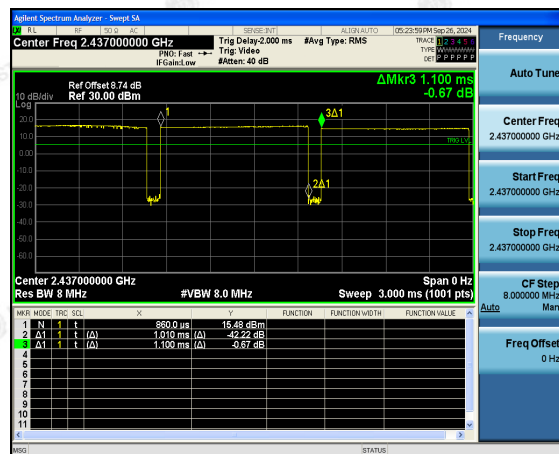 Agilent Spectrum Analyzer - Swept SA
RL RF 50 Ω AC SENSE:INT ALIGN AUTO 05:23:59PM Sep 26, 2024
Center Freq 2.437000000 GHz
PNO: Fast
IFGain:Low
Trig Delay-2.000 ms
Trig: Video
#Atten: 40 dB
#Avg Type: RMS
TRACE 1 2 3 4 5 6
TYPE
DET P P P P P P
Ref Offset 8.74 dB
10 dB/div Ref 30.00 dBm
Log
ΔMkr3 1.100 ms
-0.67 dB
20.0
10.0
0.00
-10.0
-20.0
-30.0
-40.0
-50.0
-60.0
1
3Δ1
2Δ1
TRIG LVL
Center 2.437000000 GHz Span 0 Hz
Res BW 8 MHz #VBW 8.0 MHz Sweep 3.000 ms (1001 pts)
MKR MODE TRC SCL X Y FUNCTION FUNCTION WIDTH FUNCTION VALUE
1 N 1 t 860.0 µs 15.48 dBm
2 Δ1 1 t (Δ) 1.010 ms (Δ) -42.22 dB
3 Δ1 1 t (Δ) 1.100 ms (Δ) -0.67 dB
4
5
6
7
8
9
10
11
MSG STATUS
Frequency
Auto Tune
Center Freq
2.437000000 GHz
Start Freq
2.437000000 GHz
Stop Freq
2.437000000 GHz
CF Step
8.000000 MHz
Auto Man
Freq Offset
0 Hz